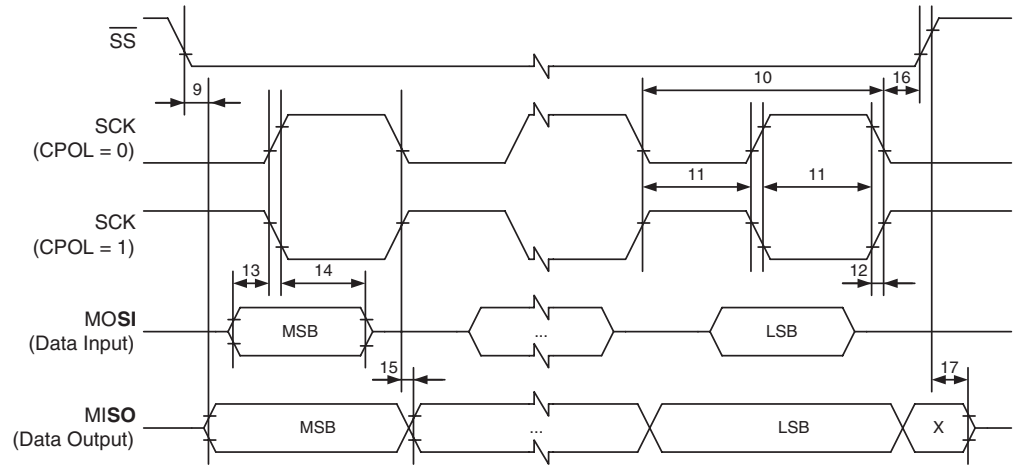 SS
9
10
16
SCK
(CPOL = 0)
11
11
SCK
(CPOL = 1)
13
14
12
MOSI
(Data Input)
MSB
...
LSB
15
17
MISO
(Data Output)
MSB
...
LSB
X